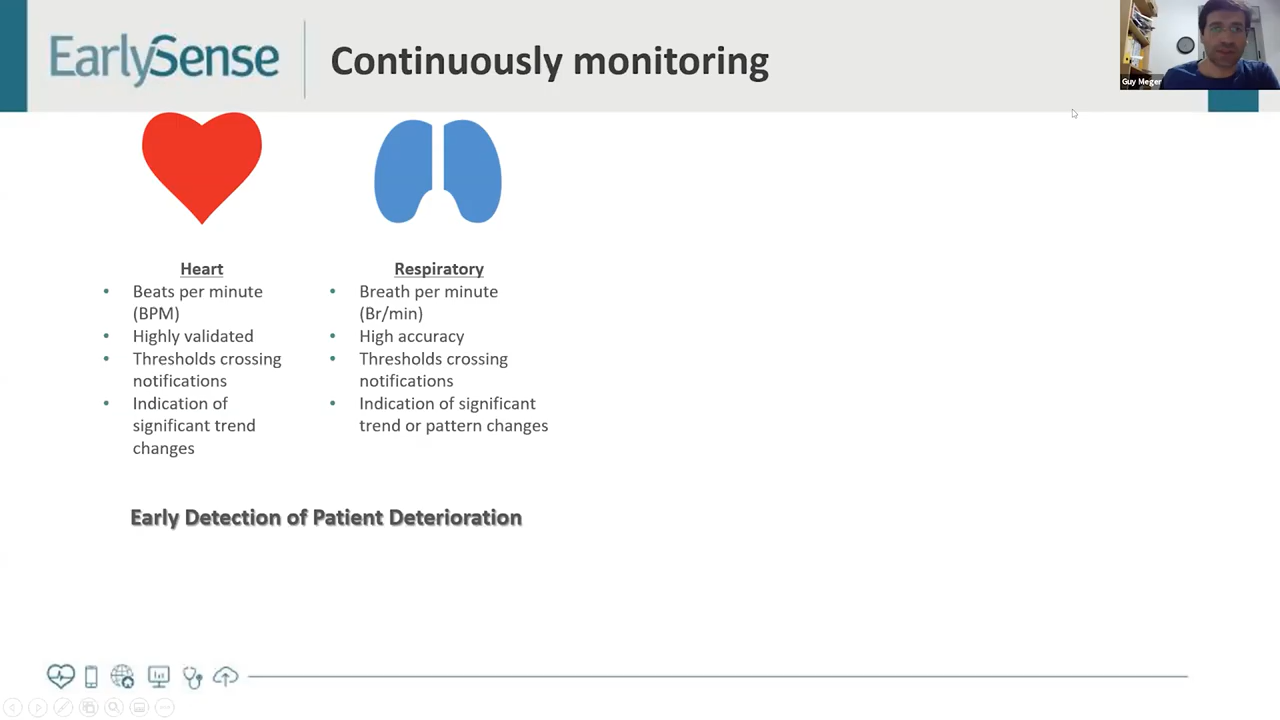 EarlySense
Continuously monitoring
Guy Meger
Heart
• Beats per minute
(BPM)
• Highly validated
• Thresholds crossing
notifications
• Indication of
significant trend
changes
Respiratory
• Breath per minute
(Br/min)
• High accuracy
• Thresholds crossing
notifications
• Indication of significant
trend or pattern changes
Early Detection of Patient Deterioration